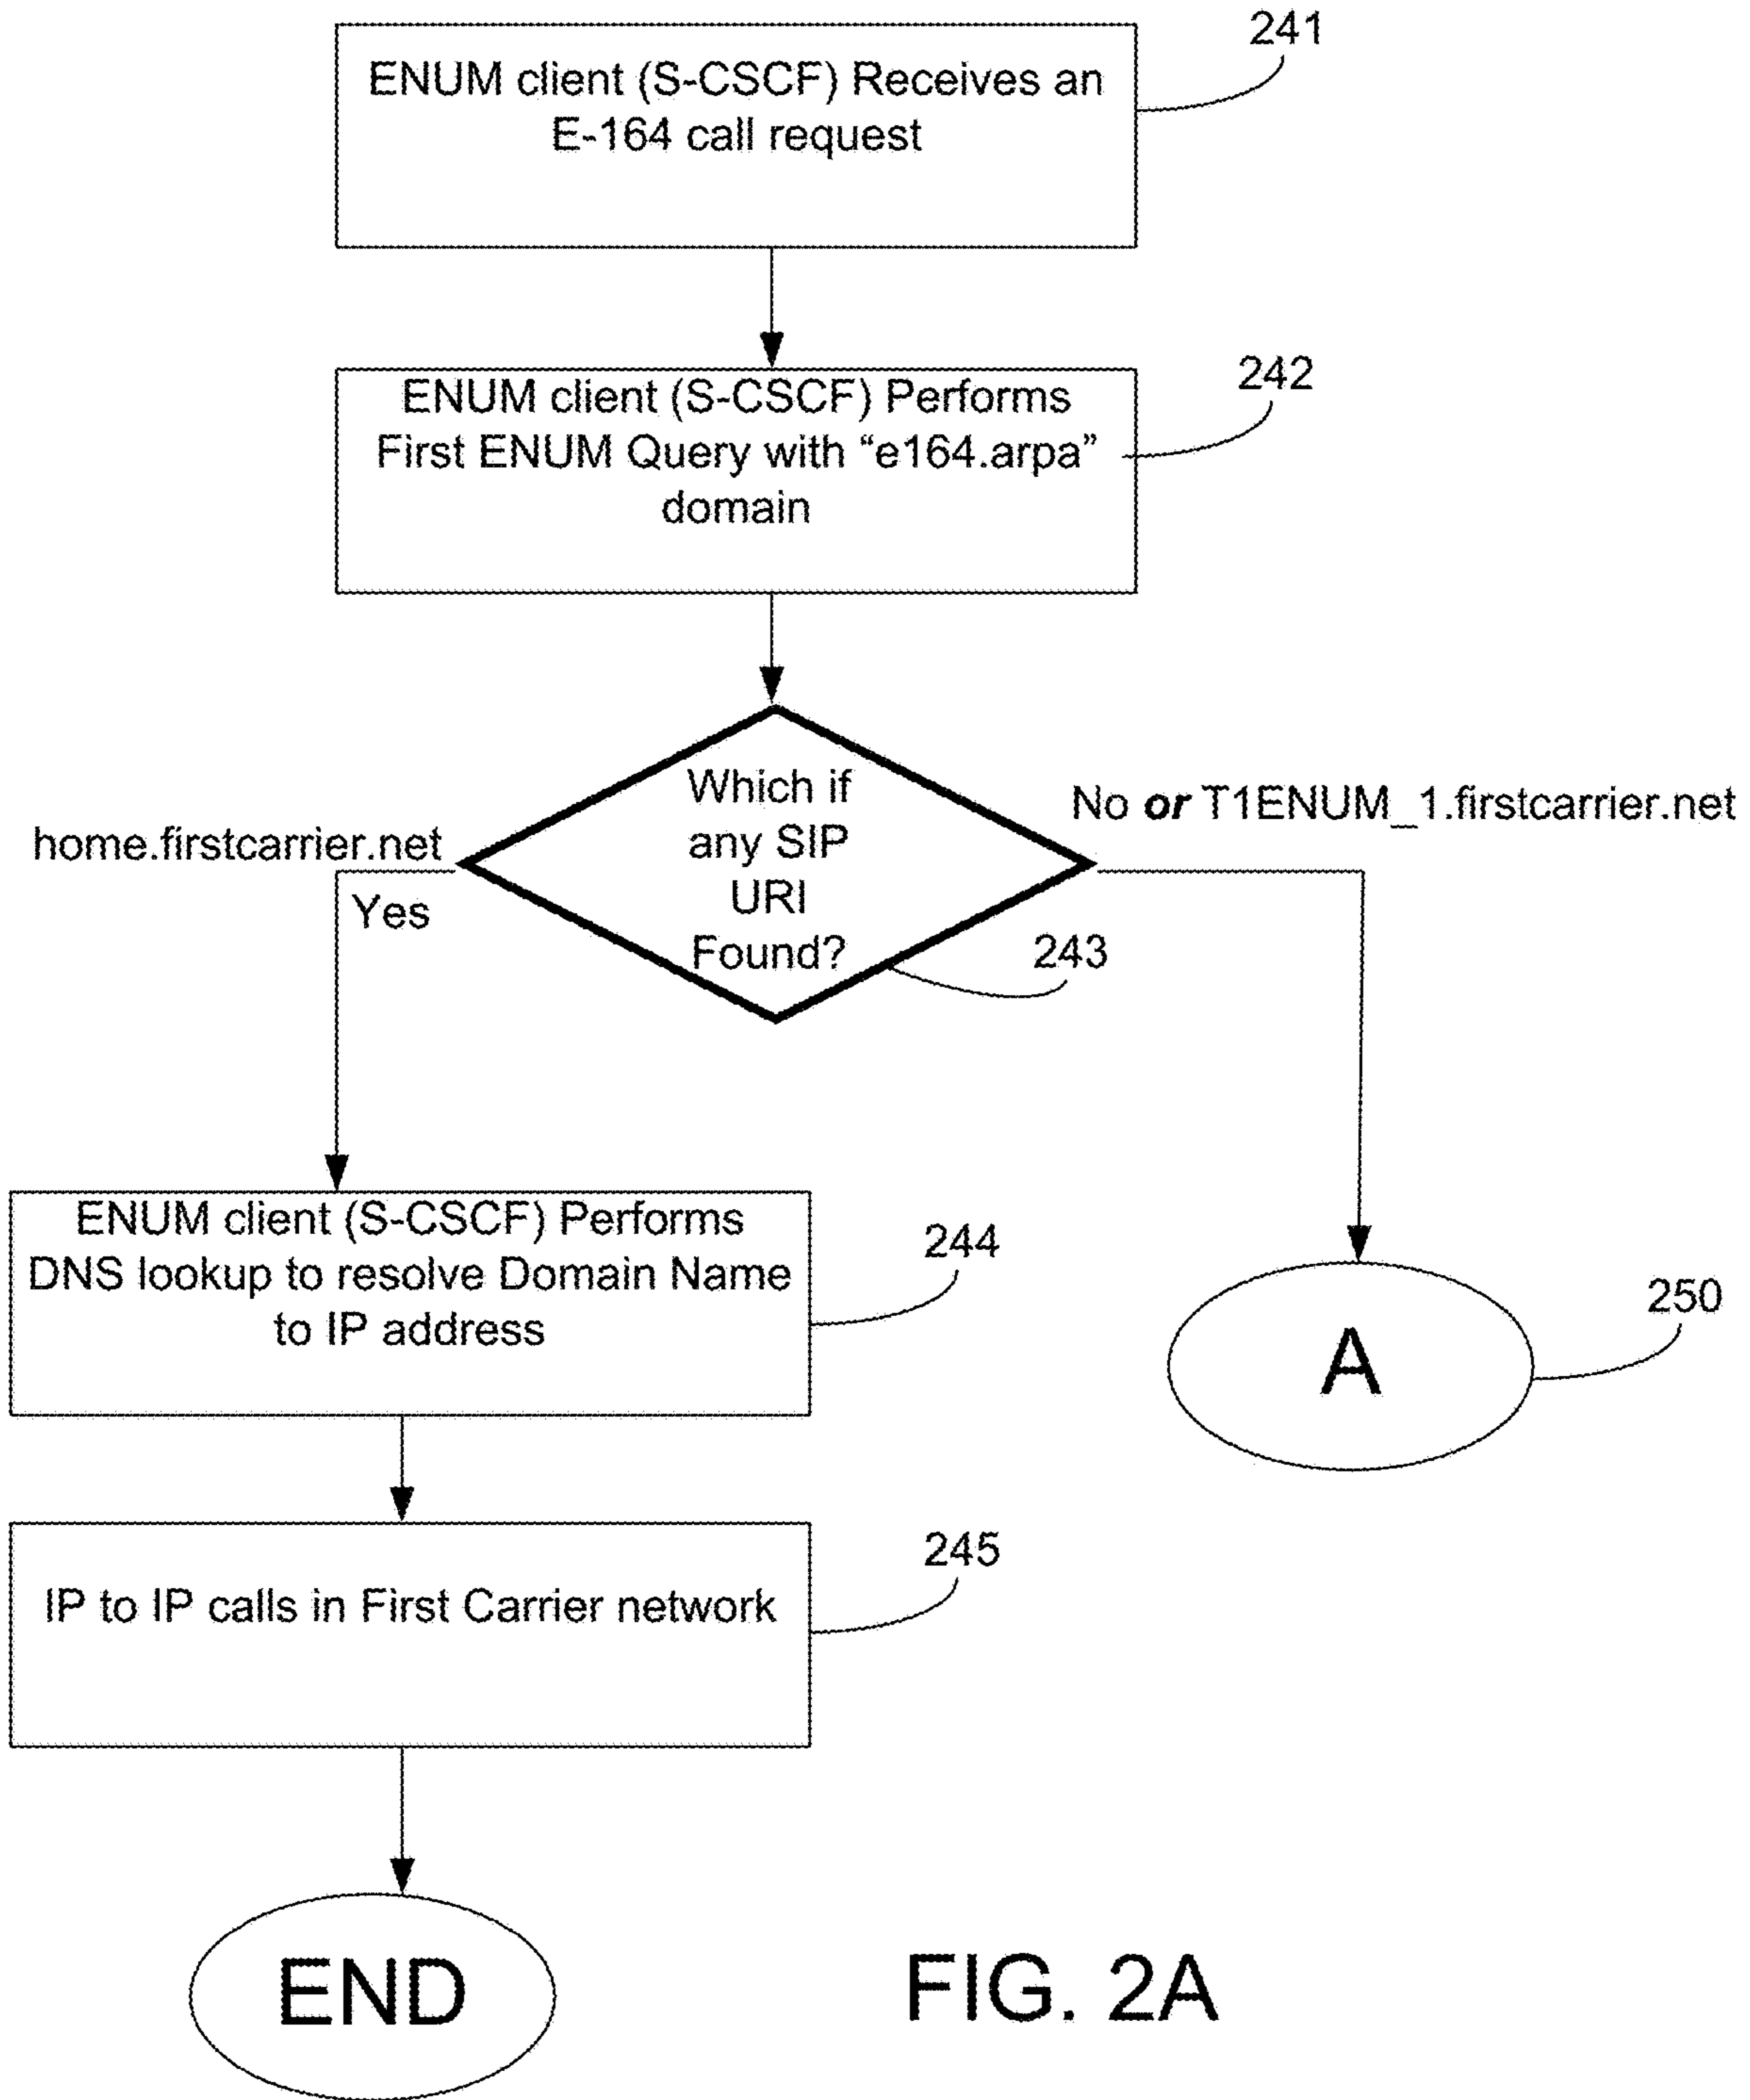 241
ENUM client (S-CSCF) Receives an
E-164 call request
242
ENUM client (S-CSCF) Performs
First ENUM Query with “e164.arpa”
domain
Which if
any SIP
URI
Found?
No or T1ENUM_1.firstcarrier.net
home.firstcarrier.net
Yes
243
ENUM client (S-CSCF) Performs
DNS lookup to resolve Domain Name
to IP address
244
A
250
IP to IP calls in First Carrier network
245
END
FIG. 2A